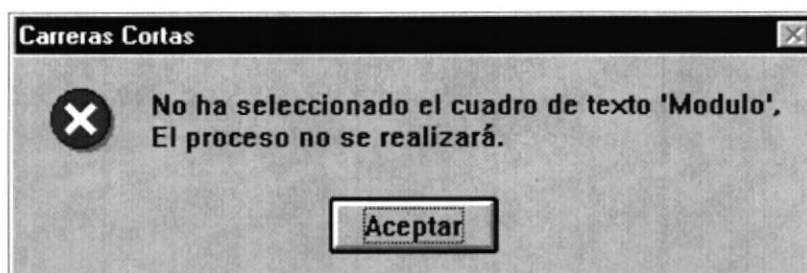 Carreras Cortas
No ha seleccionado el cuadro de texto 'Modulo',
El proceso no se realizará.
Aceptar